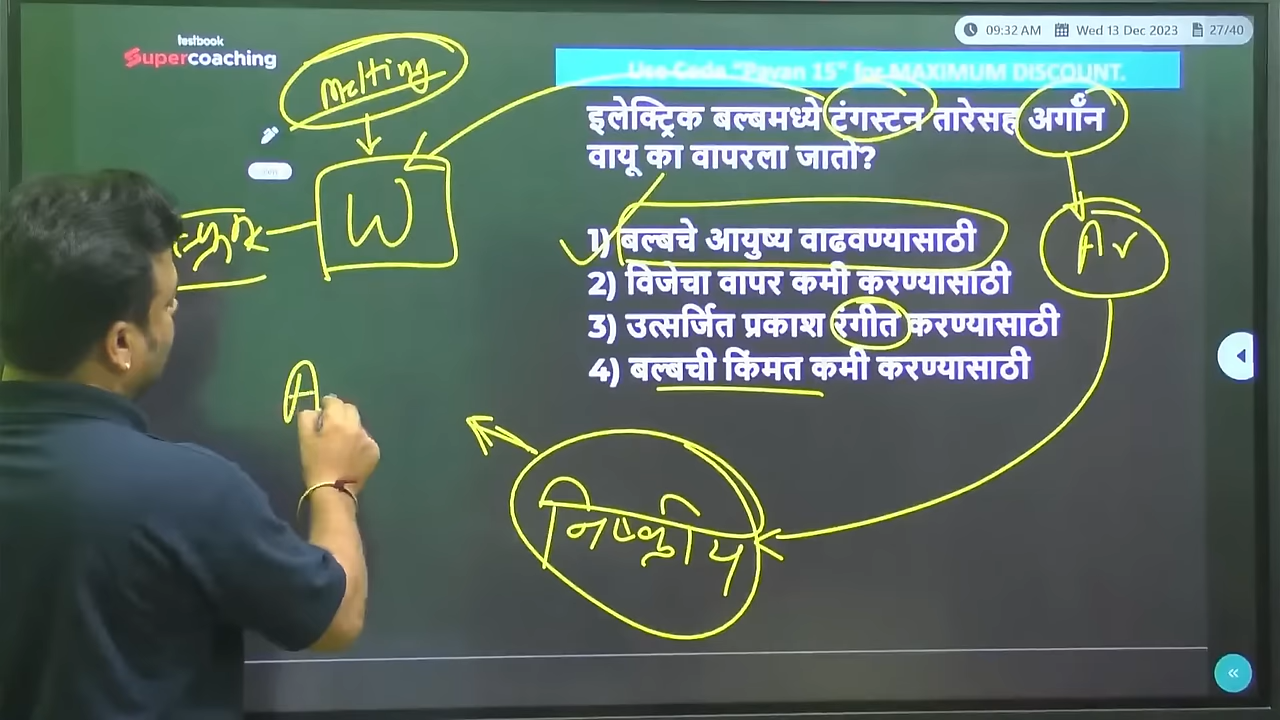 testbook
Supercoaching
09:32 AM Wed 13 Dec 2023 27/40
Use Code "Pavan 15" for MAXIMUM DISCOUNT.
Melting
इलेक्ट्रिक बल्बमध्ये टंगस्टन तारेसह अर्गॉन
वायू का वापरला जातो?
W
1) बल्बचे आयुष्य वाढवण्यासाठी
2) विजेचा वापर कमी करण्यासाठी
3) उत्सर्जित प्रकाश रंगीत करण्यासाठी
4) बल्बची किंमत कमी करण्यासाठी
A
निष्क्रीय